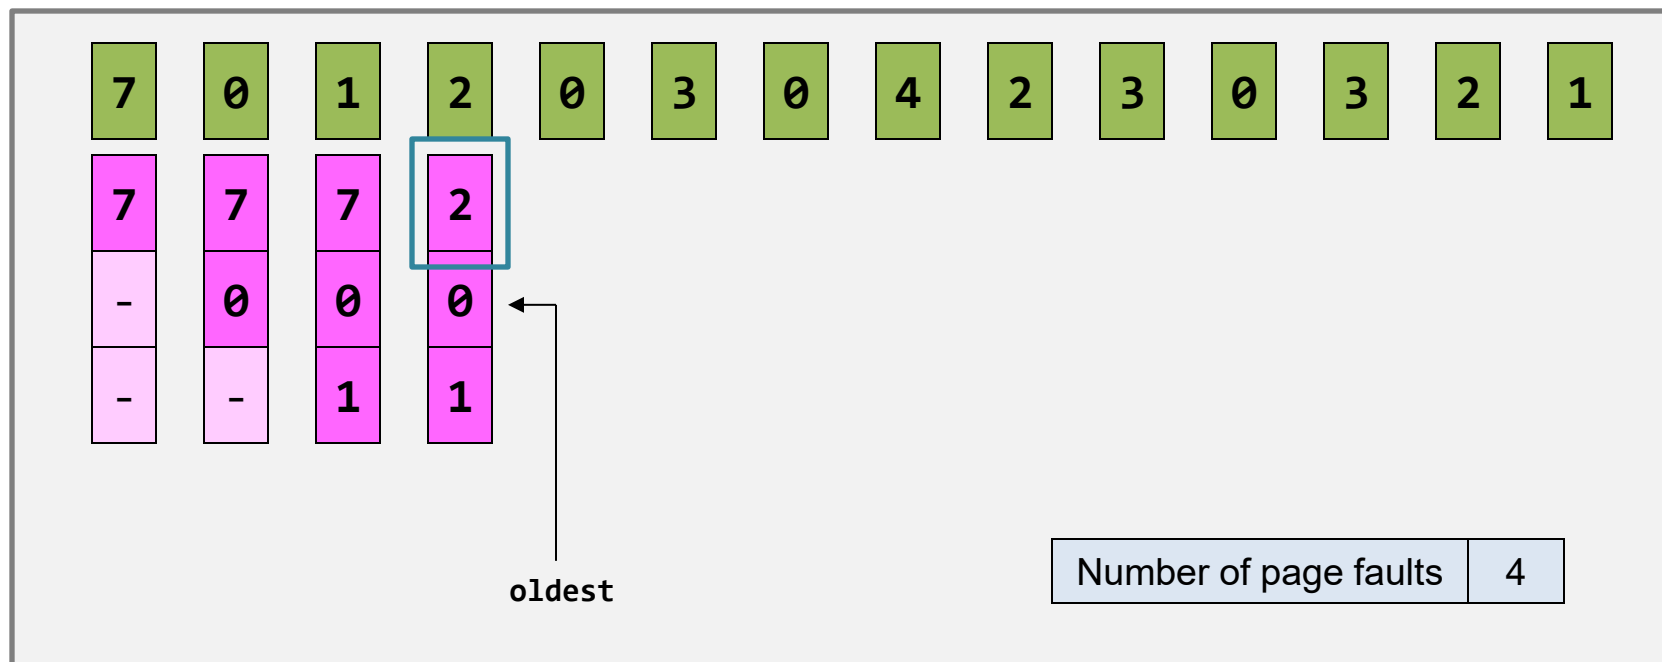 7 0 1 2 0 3 0 4 2 3 0 3 2 1
7 7 7 2
- 0 0 0
- - 1 1
Number of page faults 4
oldest